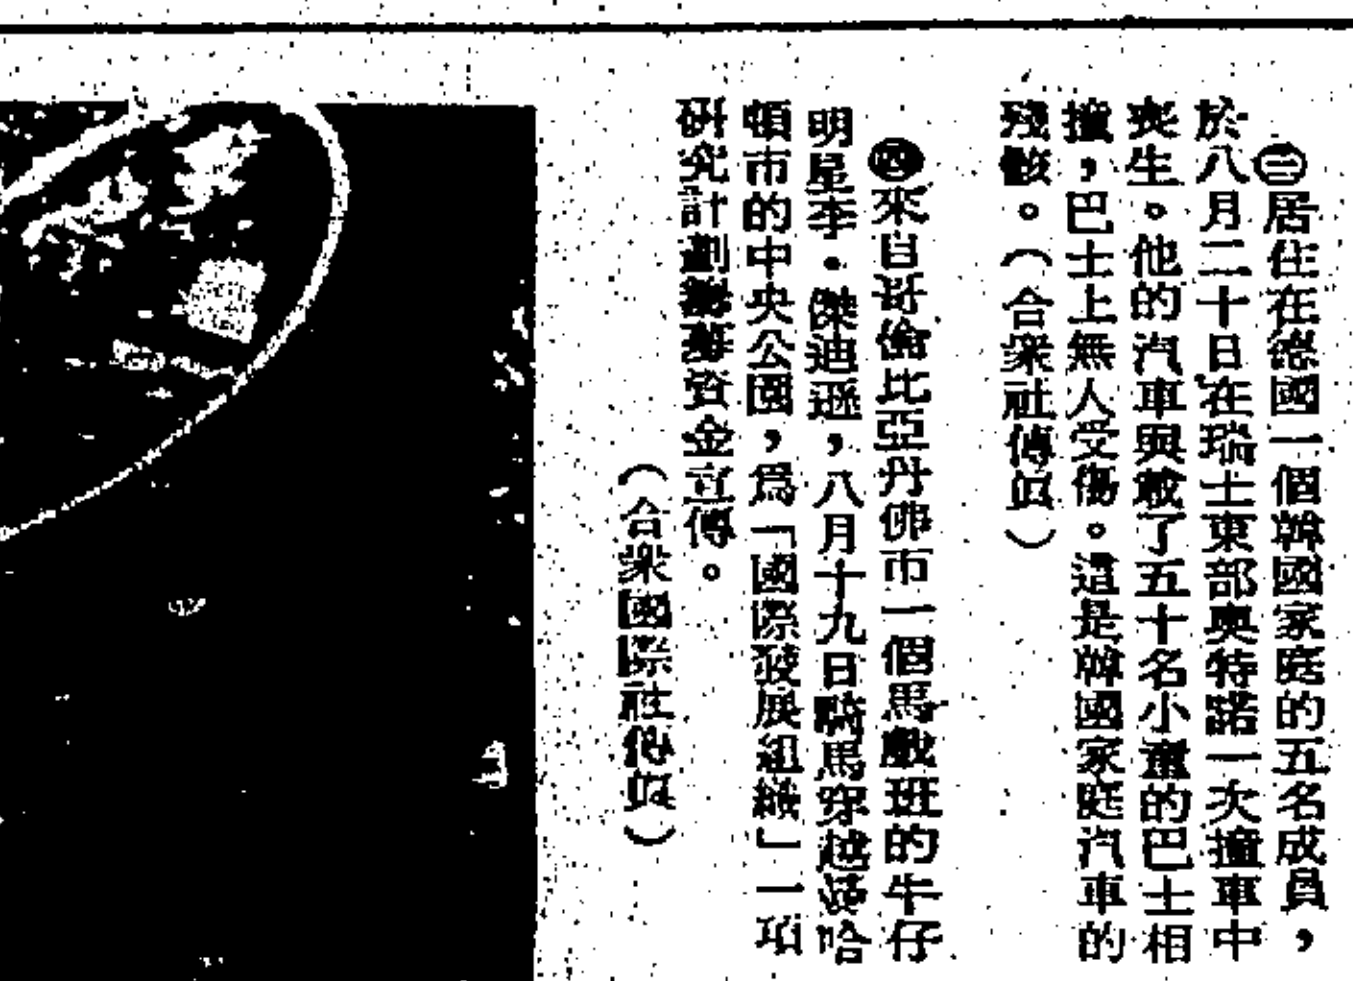 ㊂居住在德國一個韓國家庭的五名成員，
於八月二十日在瑞士東部奧特諾一次撞車中
喪生。他的汽車與載了五十名小童的巴士相
撞，巴士上無人受傷。這是韓國家庭汽車的
殘骸。（合眾社傳真）
㊃來自哥倫比亞丹佛市一個馬戲班的牛仔
明星李·傑迪遜，八月十九日騎馬穿越曼哈
頓市的中央公園，爲「國際發展組織」一項
研究計劃籌募資金宣傳。
（合眾國際社傳真）